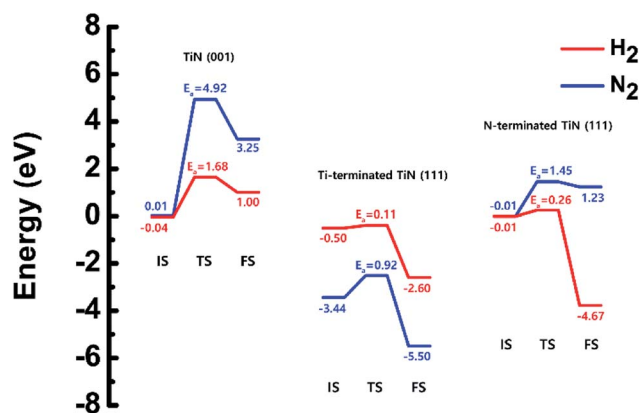 8
6
4
2
0
-2
-4
-6
-8
Energy (eV)
TiN (001)
Eₐ=4.92
3.25
Eₐ=1.68
1.00
0.01
-0.04
IS TS FS
Ti-terminated TiN (111)
Eₐ=0.11
-0.50
-2.60
Eₐ=0.92
-3.44
-5.50
IS TS FS
H₂
N₂
N-terminated TiN (111)
Eₐ=1.45
-0.01
1.23
Eₐ=0.26
-0.01
-4.67
IS TS FS